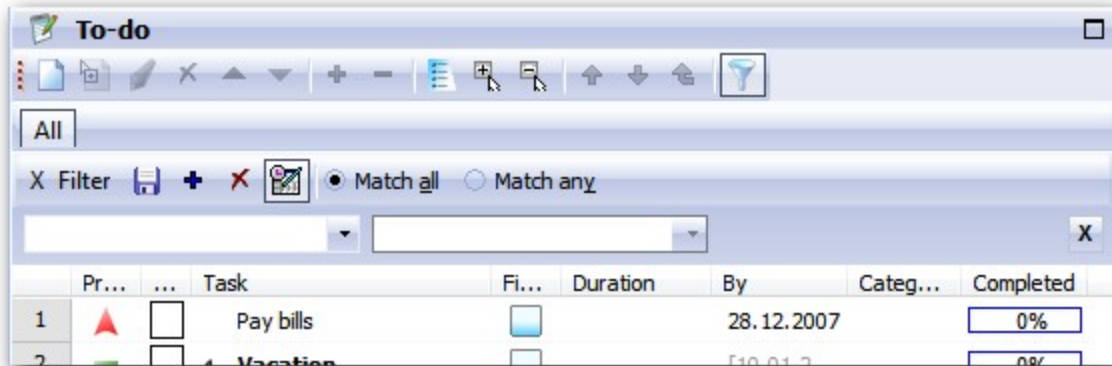 To-do
All
X Filter Match all Match any
X
Pr... ... Task Fi... Duration By Categ... Completed
1 Pay bills 28.12.2007 0%
2 Vacation 0%